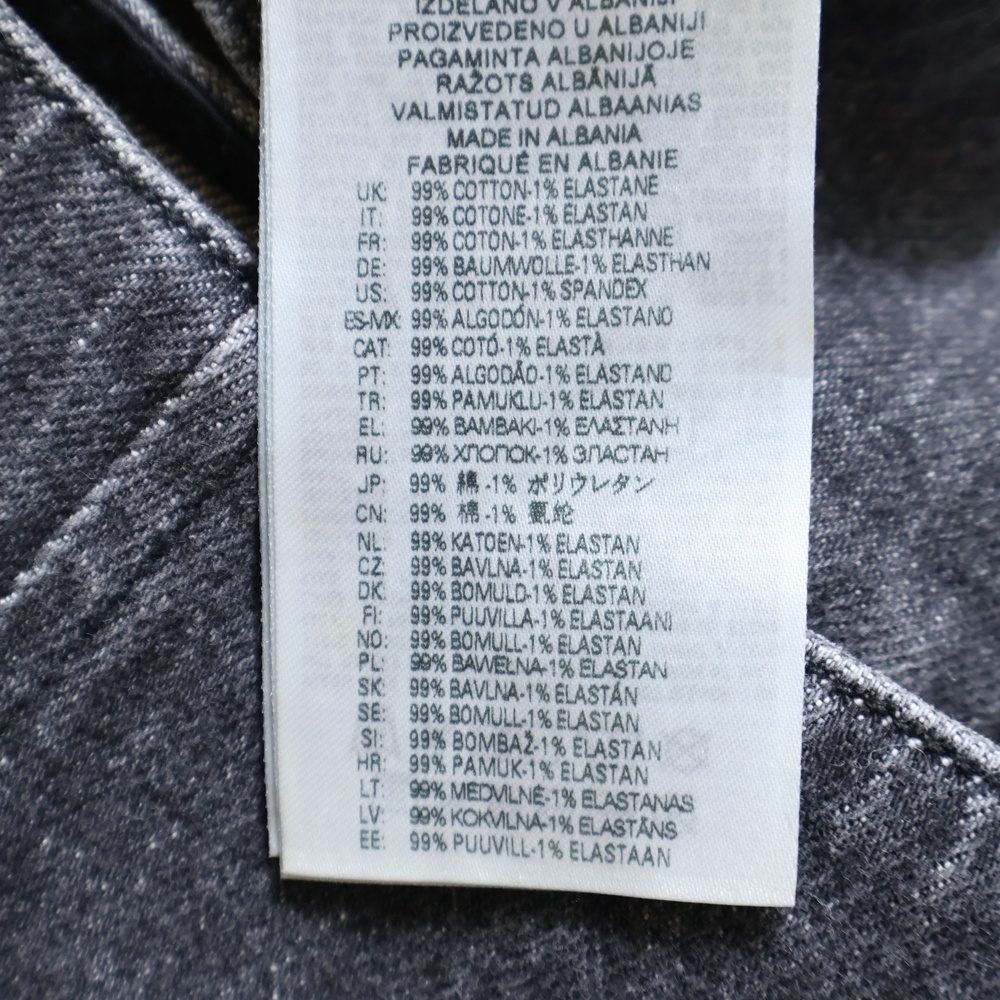 IZDELANO V ALBANIJI
PROIZVEDENO U ALBANIJI
PAGAMINTA ALBANIJOJE
RAŽOTS ALBĀNIJĀ
VALMISTATUD ALBAANIAS
MADE IN ALBANIA
FABRIQUÉ EN ALBANIE
UK: 99% COTTON-1% ELASTANE
IT: 99% COTONE-1% ELASTAN
FR: 99% COTON-1% ELASTHANNE
DE: 99% BAUMWOLLE-1% ELASTHAN
US: 99% COTTON-1% SPANDEX
ES-MX: 99% ALGODÓN-1% ELASTANO
CAT: 99% COTÓ-1% ELASTÀ
PT: 99% ALGODÃO-1% ELASTANO
TR: 99% PAMUKLU-1% ELASTAN
EL: 99% ΒΑΜΒΑΚΙ-1% ΕΛΑΣΤΑΝΗ
RU: 99% ХЛОПОК-1% ЭЛАСТАН
JP: 99% 綿 -1% ポリウレタン
CN: 99% 棉 -1% 氨纶
NL: 99% KATOEN-1% ELASTAN
CZ: 99% BAVLNA-1% ELASTAN
DK: 99% BOMULD-1% ELASTAN
FI: 99% PUUVILLA-1% ELASTAANI
NO: 99% BOMULL-1% ELASTAN
PL: 99% BAWEŁNA-1% ELASTAN
SK: 99% BAVLNA-1% ELASTÁN
SE: 99% BOMULL-1% ELASTAN
SI: 99% BOMBAŽ-1% ELASTAN
HR: 99% PAMUK-1% ELASTAN
LT: 99% MEDVILNĖ-1% ELASTANAS
LV: 99% KOKVILNA-1% ELASTĀNS
EE: 99% PUUVILL-1% ELASTAAN